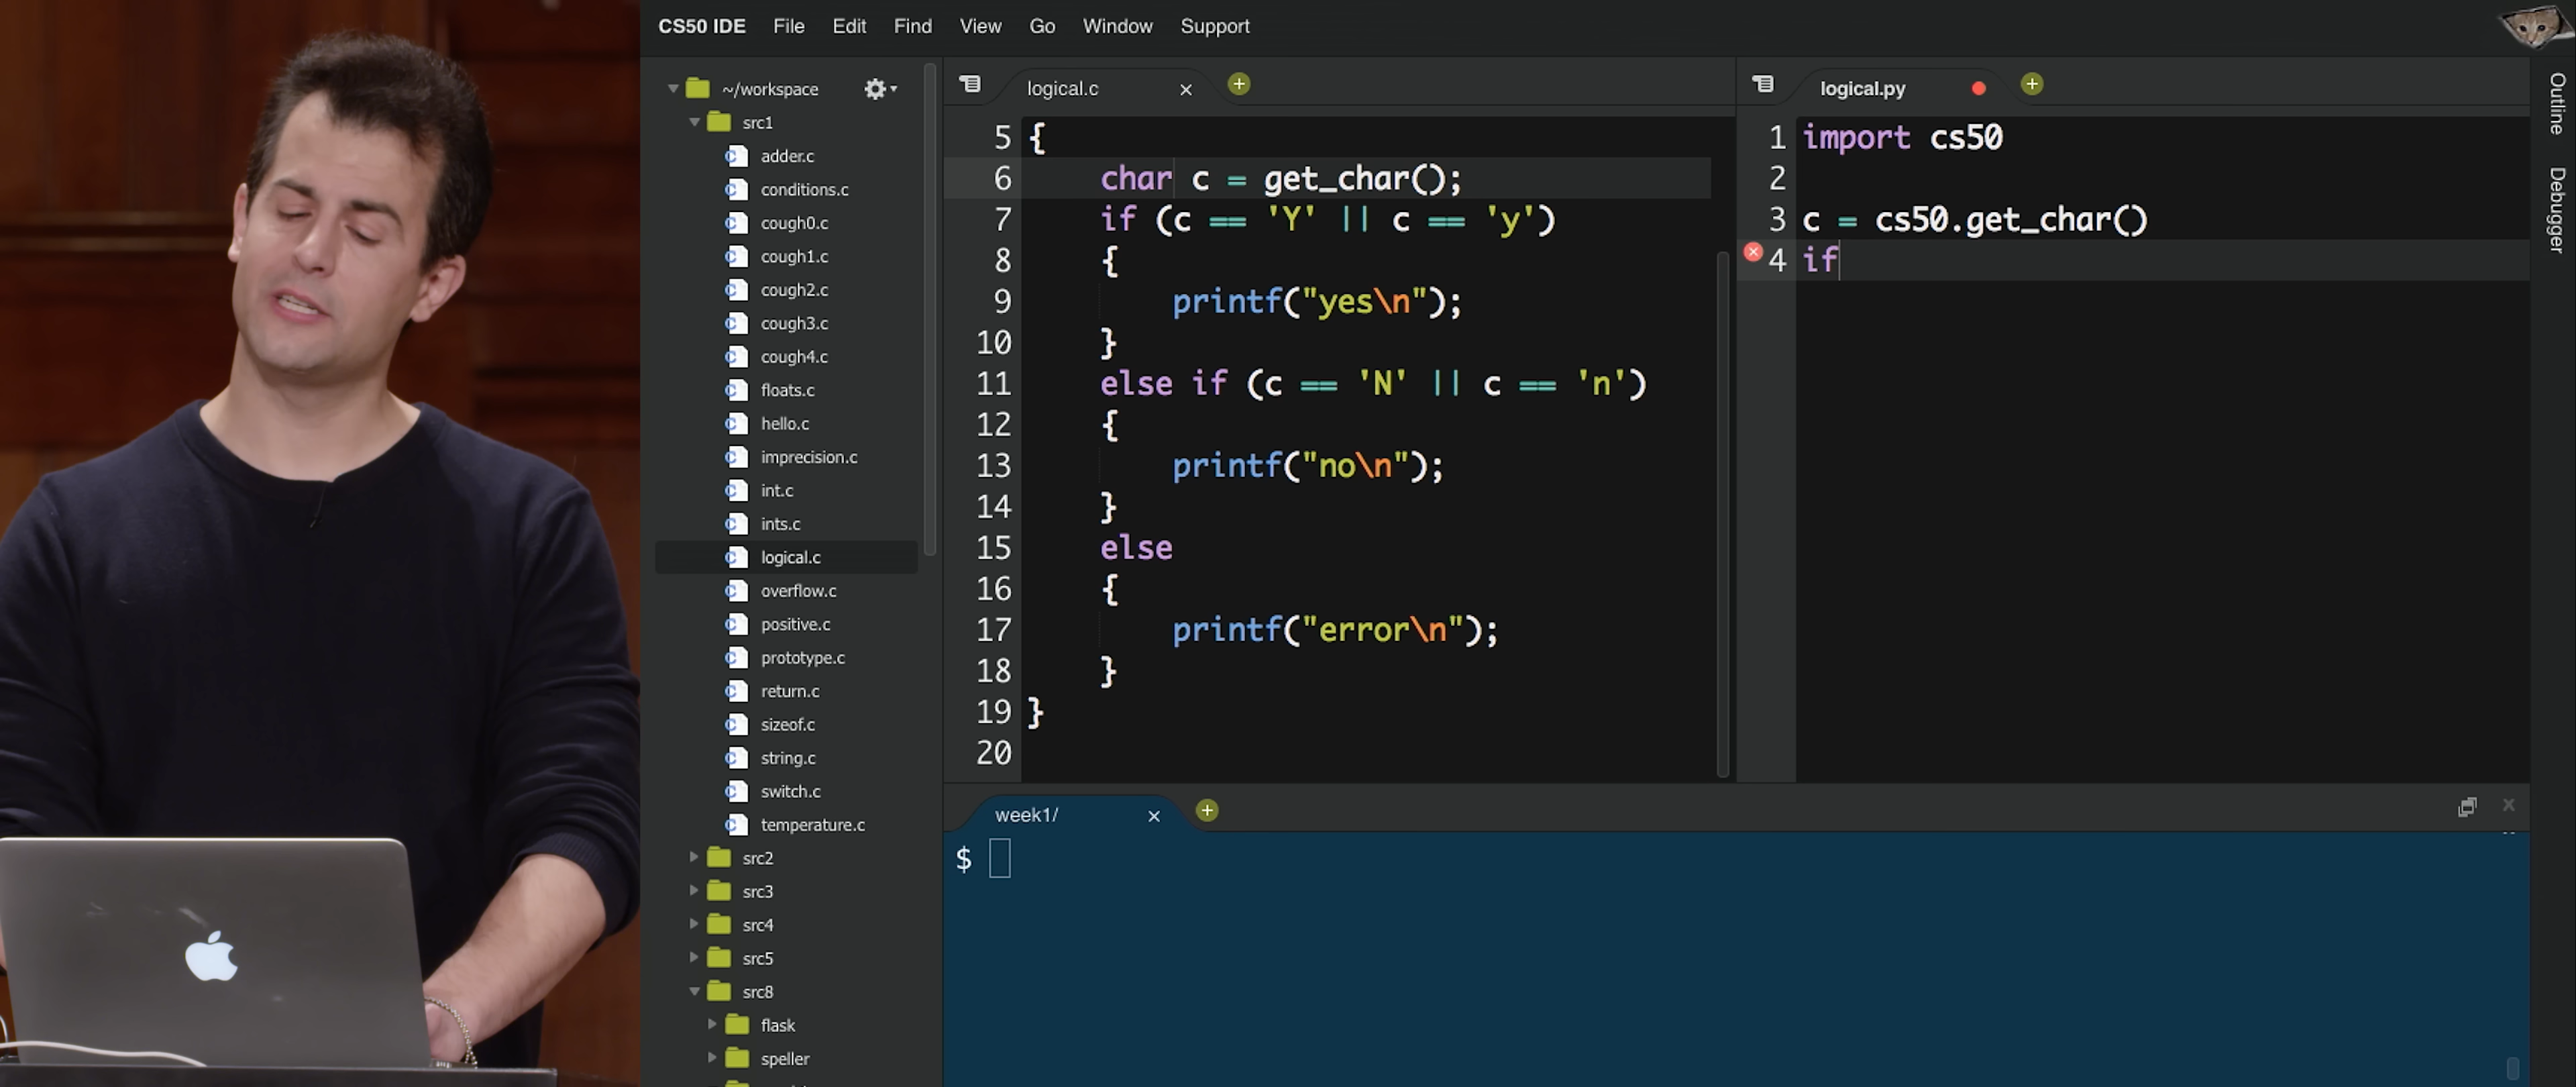 CS50 IDE File Edit Find View Go Window Support
~/workspace
src1
adder.c
conditions.c
cough0.c
cough1.c
cough2.c
cough3.c
cough4.c
floats.c
hello.c
imprecision.c
int.c
ints.c
logical.c
overflow.c
positive.c
prototype.c
return.c
sizeof.c
string.c
switch.c
temperature.c
src2
src3
src4
src5
src8
flask
speller
logical.c
5 {
6 char c = get_char();
7 if (c == 'Y' || c == 'y')
8 {
9 printf("yes\n");
10 }
11 else if (c == 'N' || c == 'n')
12 {
13 printf("no\n");
14 }
15 else
16 {
17 printf("error\n");
18 }
19 }
20
logical.py
1 import cs50
2
3 c = cs50.get_char()
4 if
Outline
Debugger
week1/
$